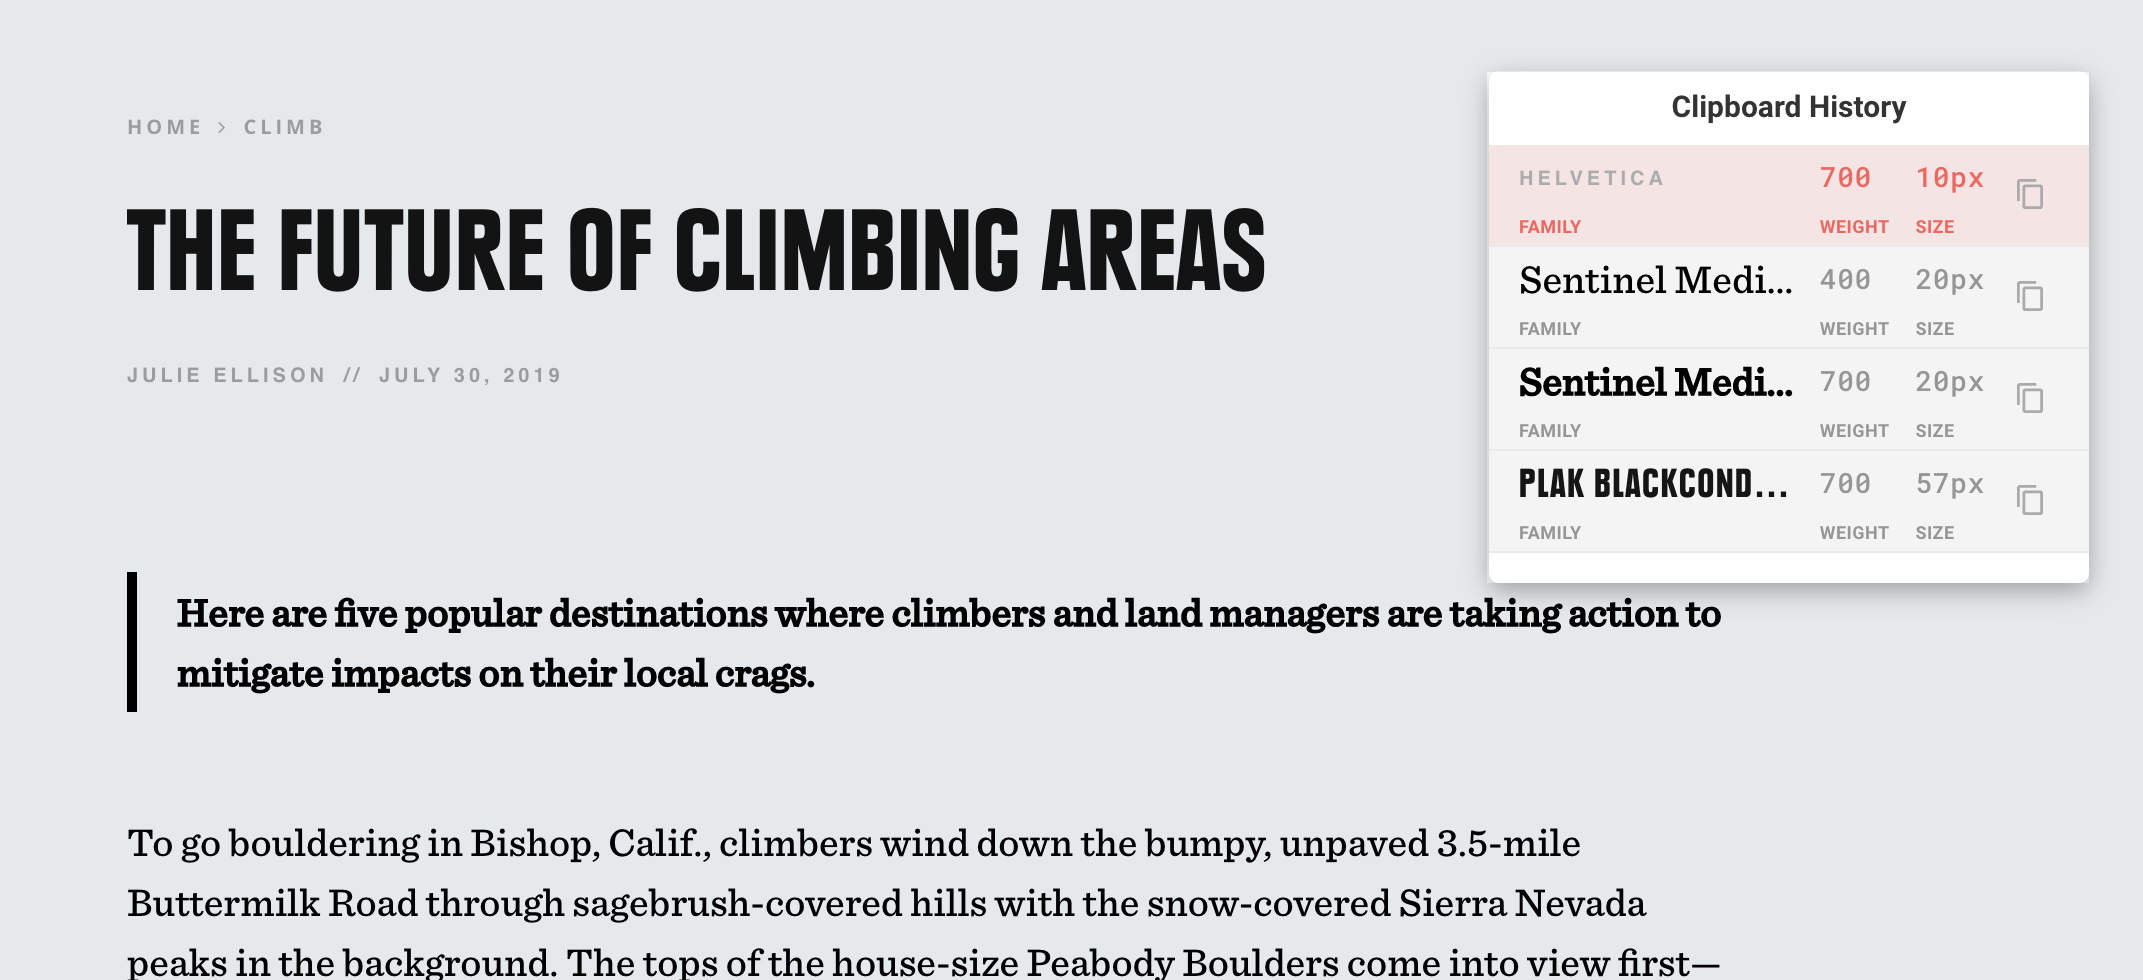 HOME > CLIMB
THE FUTURE OF CLIMBING AREAS
JULIE ELLISON // JULY 30, 2019
Clipboard History
HELVETICA 700 10px
FAMILY WEIGHT SIZE
Sentinel Medi... 400 20px
FAMILY WEIGHT SIZE
Sentinel Medi... 700 20px
FAMILY WEIGHT SIZE
PLAK BLACKCOND... 700 57px
FAMILY WEIGHT SIZE
Here are five popular destinations where climbers and land managers are taking action to
mitigate impacts on their local crags.
To go bouldering in Bishop, Calif., climbers wind down the bumpy, unpaved 3.5-mile
Buttermilk Road through sagebrush-covered hills with the snow-covered Sierra Nevada
peaks in the background. The tops of the house-size Peabody Boulders come into view first—